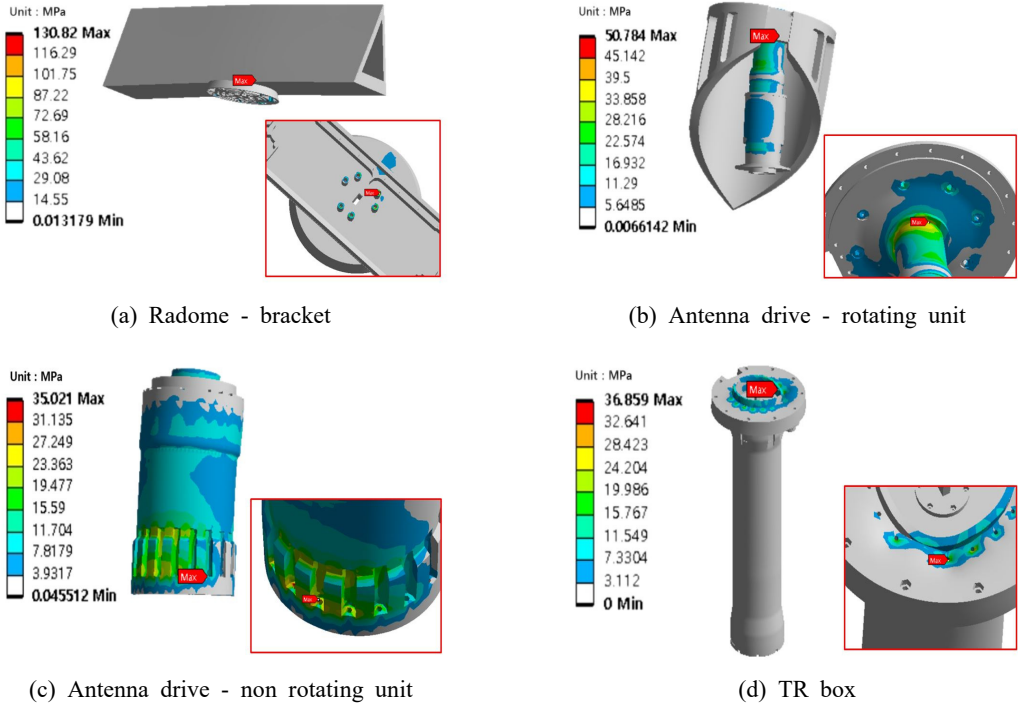 Unit : MPa
130.82 Max
116.29
101.75
87.22
72.69
58.16
43.62
29.08
14.55
0.013179 Min
Max
Max
(a) Radome - bracket
Unit : MPa
50.784 Max
45.142
39.5
33.858
28.216
22.574
16.932
11.29
5.6485
0.0066142 Min
Max
Max
(b) Antenna drive - rotating unit
Unit : MPa
35.021 Max
31.135
27.249
23.363
19.477
15.59
11.704
7.8179
3.9317
0.045512 Min
Max
Max
(c) Antenna drive - non rotating unit
Unit : MPa
36.859 Max
32.641
28.423
24.204
19.986
15.767
11.549
7.3304
3.112
0 Min
Max
Max
(d) TR box